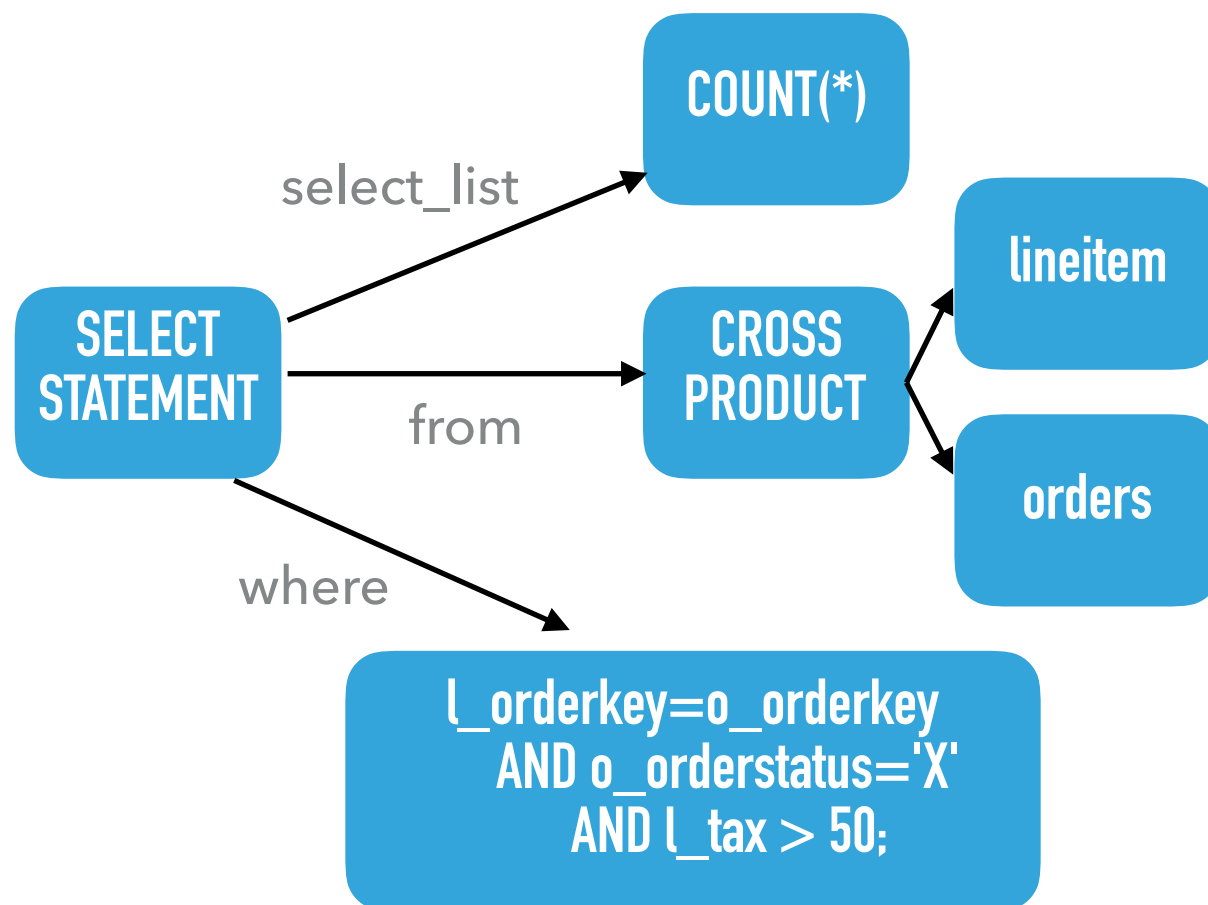 COUNT(*)
select_list
lineitem
SELECT
STATEMENT
CROSS
PRODUCT
from
orders
where
l_orderkey=o_orderkey
AND o_orderstatus='X'
AND l_tax > 50;